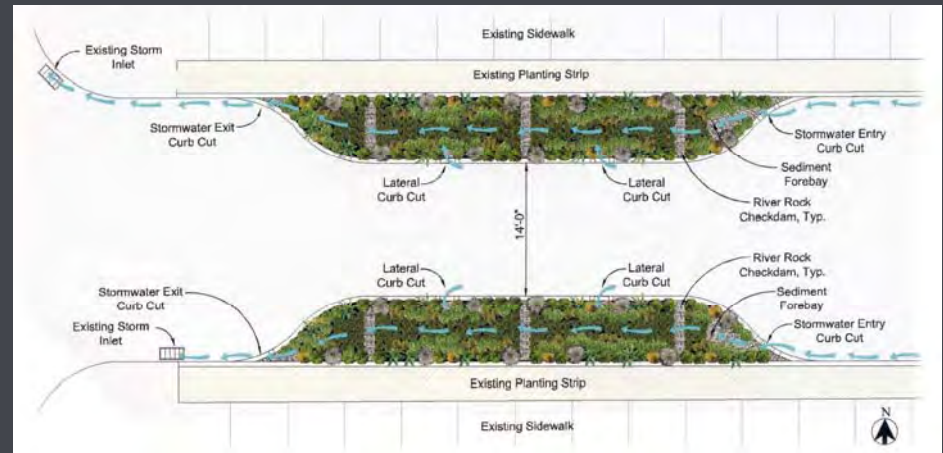 Existing Sidewalk
Existing Storm
Inlet
Existing Planting Strip
Stormwater Exit
Curb Cut
Stormwater Entry
Curb Cut
Lateral
Curb Cut
Lateral
Curb Cut
Sediment
Forebay
River Rock
Checkdam, Typ.
14'-0"
River Rock
Checkdam, Typ.
Lateral
Curb Cut
Lateral
Curb Cut
Stormwater Exit
Curb Cut
Sediment
Forebay
Existing Storm
Inlet
Stormwater Entry
Curb Cut
Existing Planting Strip
Existing Sidewalk
N